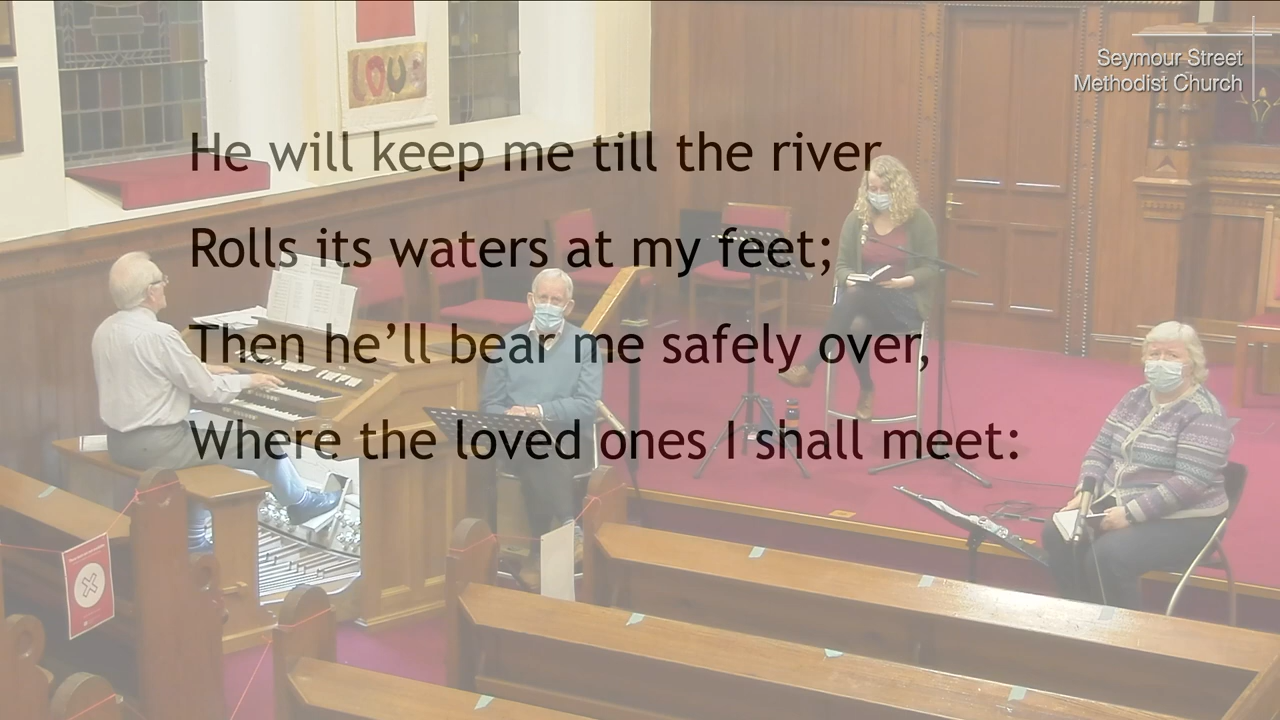 Seymour Street
Methodist Church
LOVE
He will keep me till the river
Rolls its waters at my feet;
Then he’ll bear me safely over,
Where the loved ones I shall meet: